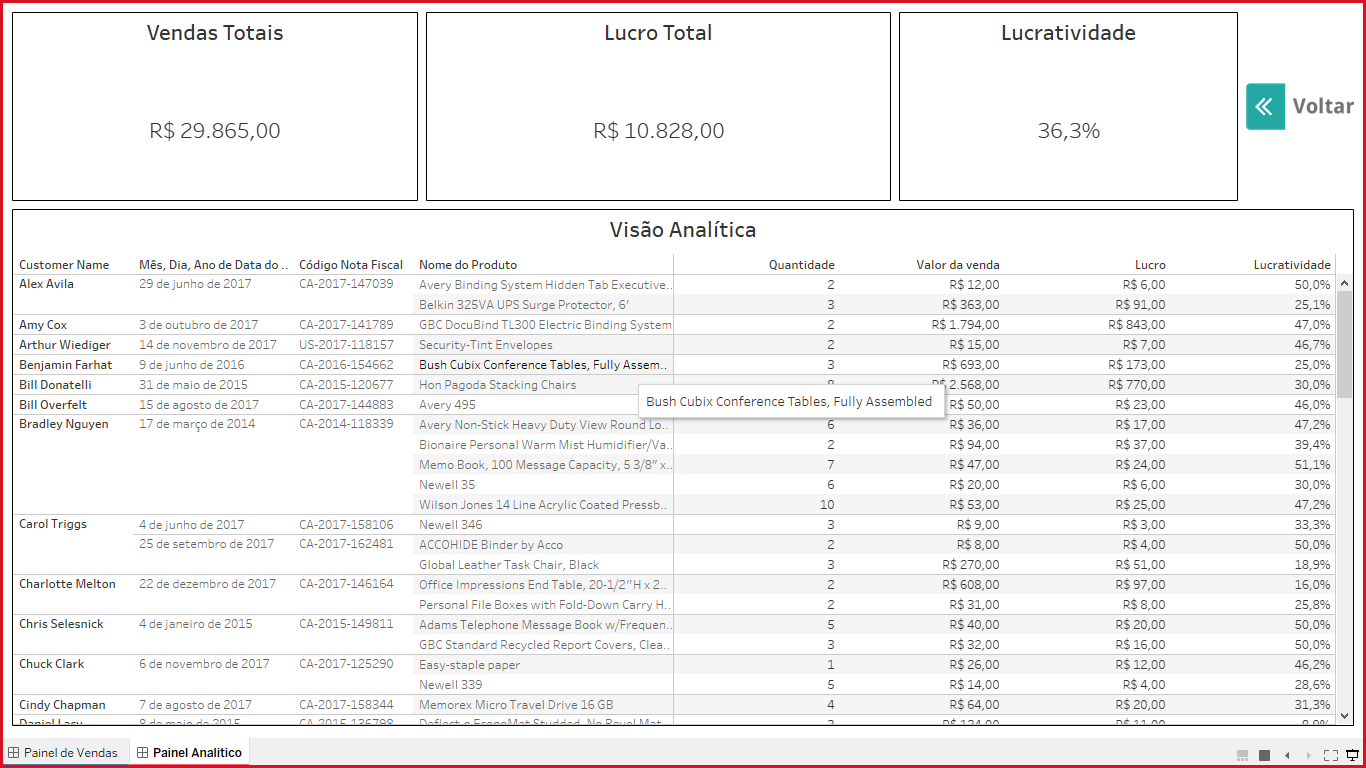 Vendas Totais
R$ 29.865,00
Lucro Total
R$ 10.828,00
Lucratividade
36,3%
Voltar
Visão Analítica
Customer Name Mês, Dia, Ano de Data do .. Código Nota Fiscal Nome do Produto Quantidade Valor da venda Lucro Lucratividade
Alex Avila 29 de junho de 2017 CA-2017-147039 Avery Binding System Hidden Tab Executive.. 2 R$ 12,00 R$ 6,00 50,0%
Belkin 325VA UPS Surge Protector, 6' 3 R$ 363,00 R$ 91,00 25,1%
Amy Cox 3 de outubro de 2017 CA-2017-141789 GBC DocuBind TL300 Electric Binding System 2 R$ 1.794,00 R$ 843,00 47,0%
Arthur Wiediger 14 de novembro de 2017 US-2017-118157 Security-Tint Envelopes 2 R$ 15,00 R$ 7,00 46,7%
Benjamin Farhat 9 de junho de 2016 CA-2016-154662 Bush Cubix Conference Tables, Fully Assem.. 3 R$ 693,00 R$ 173,00 25,0%
Bill Donatelli 31 de maio de 2015 CA-2015-120677 Hon Pagoda Stacking Chairs 2.568,00 R$ 770,00 30,0%
Bush Cubix Conference Tables, Fully Assembled
Bill Overfelt 15 de agosto de 2017 CA-2017-144883 Avery 495 R$ 50,00 R$ 23,00 46,0%
Bradley Nguyen 17 de março de 2014 CA-2014-118339 Avery Non-Stick Heavy Duty View Round Lo.. 6 R$ 36,00 R$ 17,00 47,2%
Bionaire Personal Warm Mist Humidifier/Va.. 2 R$ 94,00 R$ 37,00 39,4%
Memo Book, 100 Message Capacity, 5 3/8" x.. 7 R$ 47,00 R$ 24,00 51,1%
Newell 35 6 R$ 20,00 R$ 6,00 30,0%
Wilson Jones 14 Line Acrylic Coated Pressb.. 10 R$ 53,00 R$ 25,00 47,2%
Carol Triggs 4 de junho de 2017 CA-2017-158106 Newell 346 3 R$ 9,00 R$ 3,00 33,3%
25 de setembro de 2017 CA-2017-162481 ACCOHIDE Binder by Acco 2 R$ 8,00 R$ 4,00 50,0%
Global Leather Task Chair, Black 3 R$ 270,00 R$ 51,00 18,9%
Charlotte Melton 22 de dezembro de 2017 CA-2017-146164 Office Impressions End Table, 20-1/2"H x 2.. 2 R$ 608,00 R$ 97,00 16,0%
Personal File Boxes with Fold-Down Carry H.. 2 R$ 31,00 R$ 8,00 25,8%
Chris Selesnick 4 de janeiro de 2015 CA-2015-149811 Adams Telephone Message Book w/Frequen.. 5 R$ 40,00 R$ 20,00 50,0%
GBC Standard Recycled Report Covers, Clea.. 3 R$ 32,00 R$ 16,00 50,0%
Chuck Clark 6 de novembro de 2017 CA-2017-125290 Easy-staple paper 1 R$ 26,00 R$ 12,00 46,2%
Newell 339 5 R$ 14,00 R$ 4,00 28,6%
Cindy Chapman 7 de agosto de 2017 CA-2017-158344 Memorex Micro Travel Drive 16 GB 4 R$ 64,00 R$ 20,00 31,3%
Daniel Lacy 8 de maio de 2015 CA-2015-136798
Painel de Vendas Painel Analitico